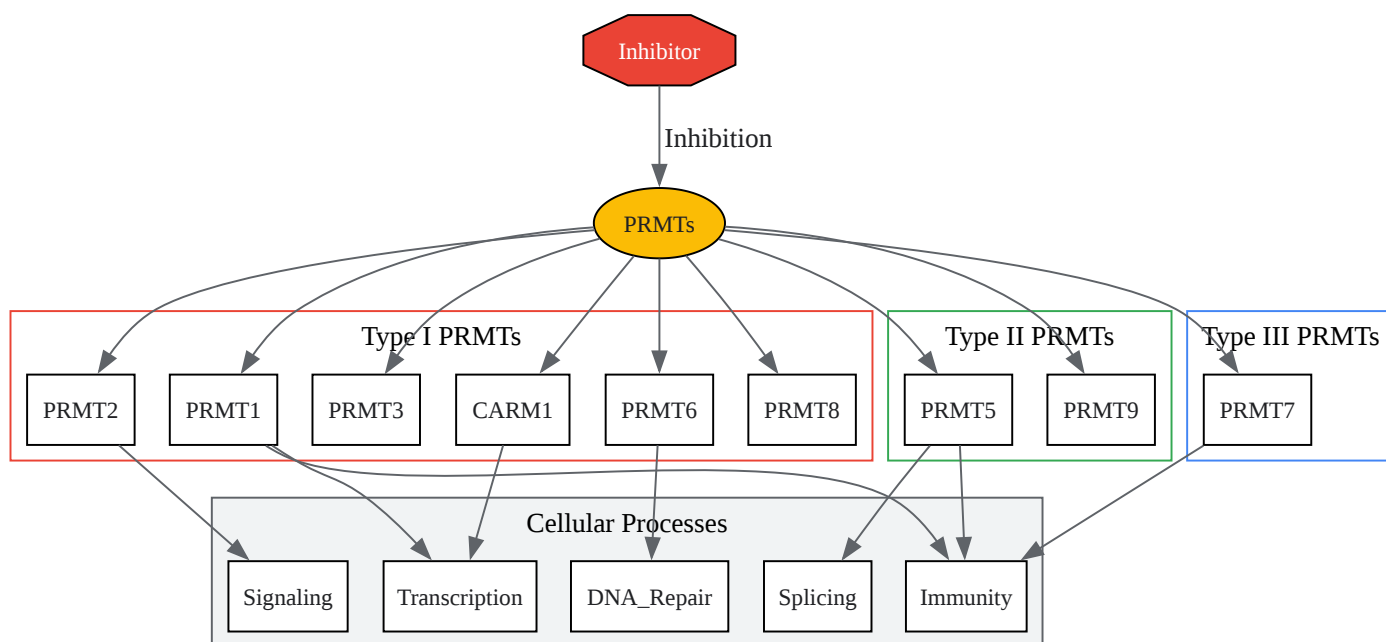 Inhibitor
Inhibition
PRMTs
Type I PRMTs
Type II PRMTs
Type III PRMTs
PRMT2
PRMT1
PRMT3
CARM1
PRMT6
PRMT8
PRMT5
PRMT9
PRMT7
Cellular Processes
Signaling
Transcription
DNA_Repair
Splicing
Immunity